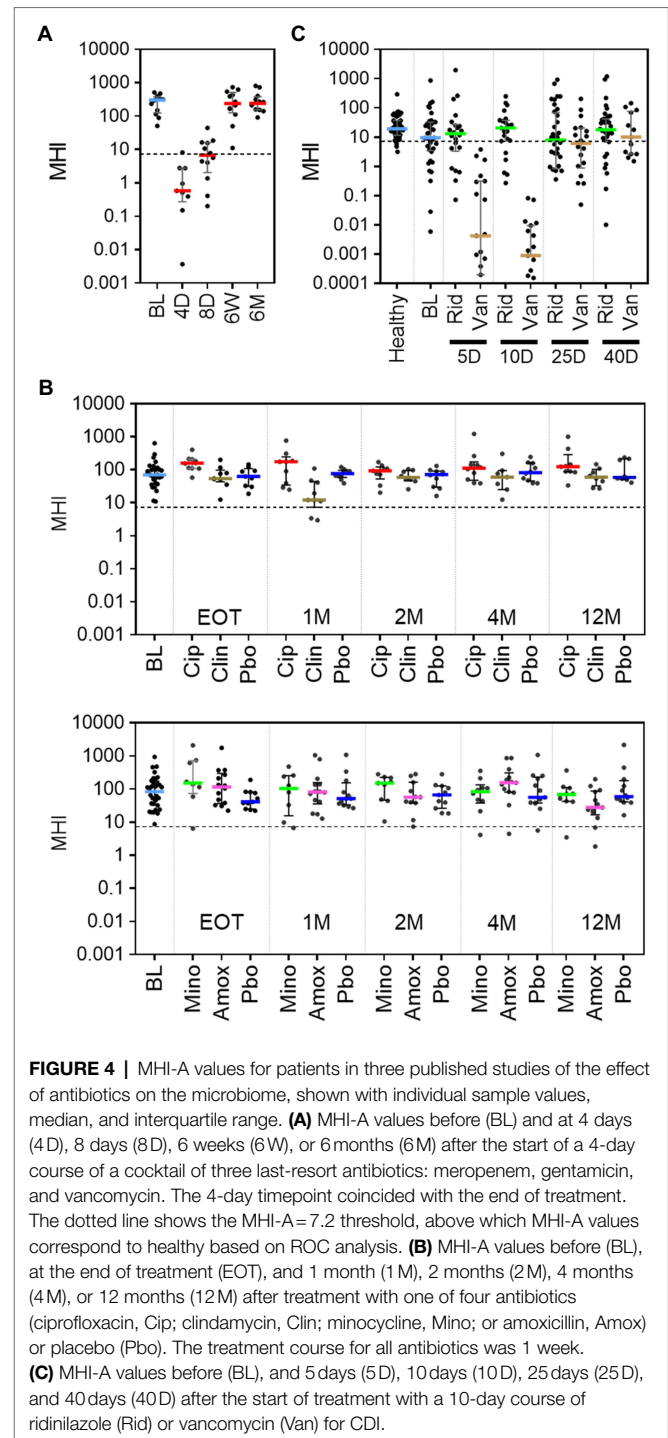 A
10000
1000
100
10
1
0.1
0.01
0.001
MHI
BL
4D
8D
6W
6M
C
10000
1000
100
10
1
0.1
0.01
0.001
0.0001
MHI
Healthy
BL
Rid
Van
Rid
Van
Rid
Van
Rid
Van
5D
10D
25D
40D
B
10000
1000
100
10
1
0.1
0.01
0.001
MHI
EOT
1M
2M
4M
12M
BL
Cip
Clin
Pbo
Cip
Clin
Pbo
Cip
Clin
Pbo
Cip
Clin
Pbo
Cip
Clin
Pbo
10000
1000
100
10
1
0.1
0.01
0.001
MHI
EOT
1M
2M
4M
12M
BL
Mino
Amox
Pbo
Mino
Amox
Pbo
Mino
Amox
Pbo
Mino
Amox
Pbo
Mino
Amox
Pbo
FIGURE 4 | MHI-A values for patients in three published studies of the effect
of antibiotics on the microbiome, shown with individual sample values,
median, and interquartile range. (A) MHI-A values before (BL) and at 4 days
(4D), 8 days (8D), 6 weeks (6W), or 6 months (6M) after the start of a 4-day
course of a cocktail of three last-resort antibiotics: meropenem, gentamicin,
and vancomycin. The 4-day timepoint coincided with the end of treatment.
The dotted line shows the MHI-A = 7.2 threshold, above which MHI-A values
correspond to healthy based on ROC analysis. (B) MHI-A values before (BL),
at the end of treatment (EOT), and 1 month (1M), 2 months (2M), 4 months
(4M), or 12 months (12M) after treatment with one of four antibiotics
(ciprofloxacin, Cip; clindamycin, Clin; minocycline, Mino; or amoxicillin, Amox)
or placebo (Pbo). The treatment course for all antibiotics was 1 week.
(C) MHI-A values before (BL), and 5 days (5D), 10 days (10D), 25 days (25D),
and 40 days (40D) after the start of treatment with a 10-day course of
ridinilazole (Rid) or vancomycin (Van) for CDI.